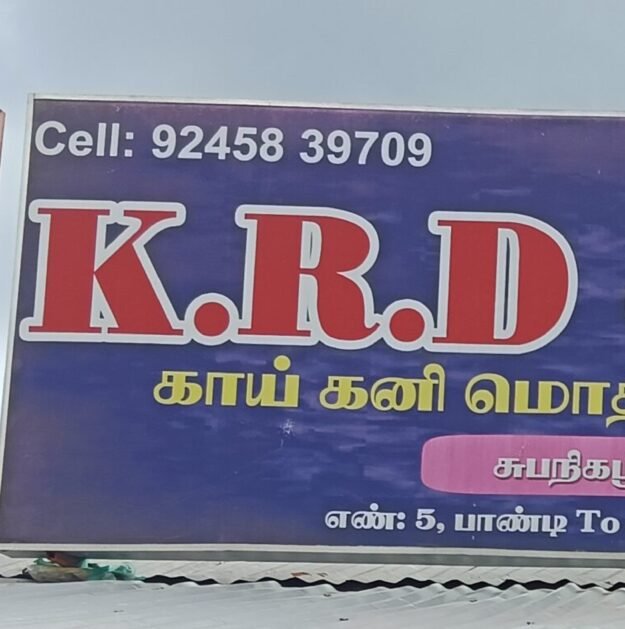 Cell: 92458 39709
K.R.D
காய் கனி
எண்: 5, பாண்டி To